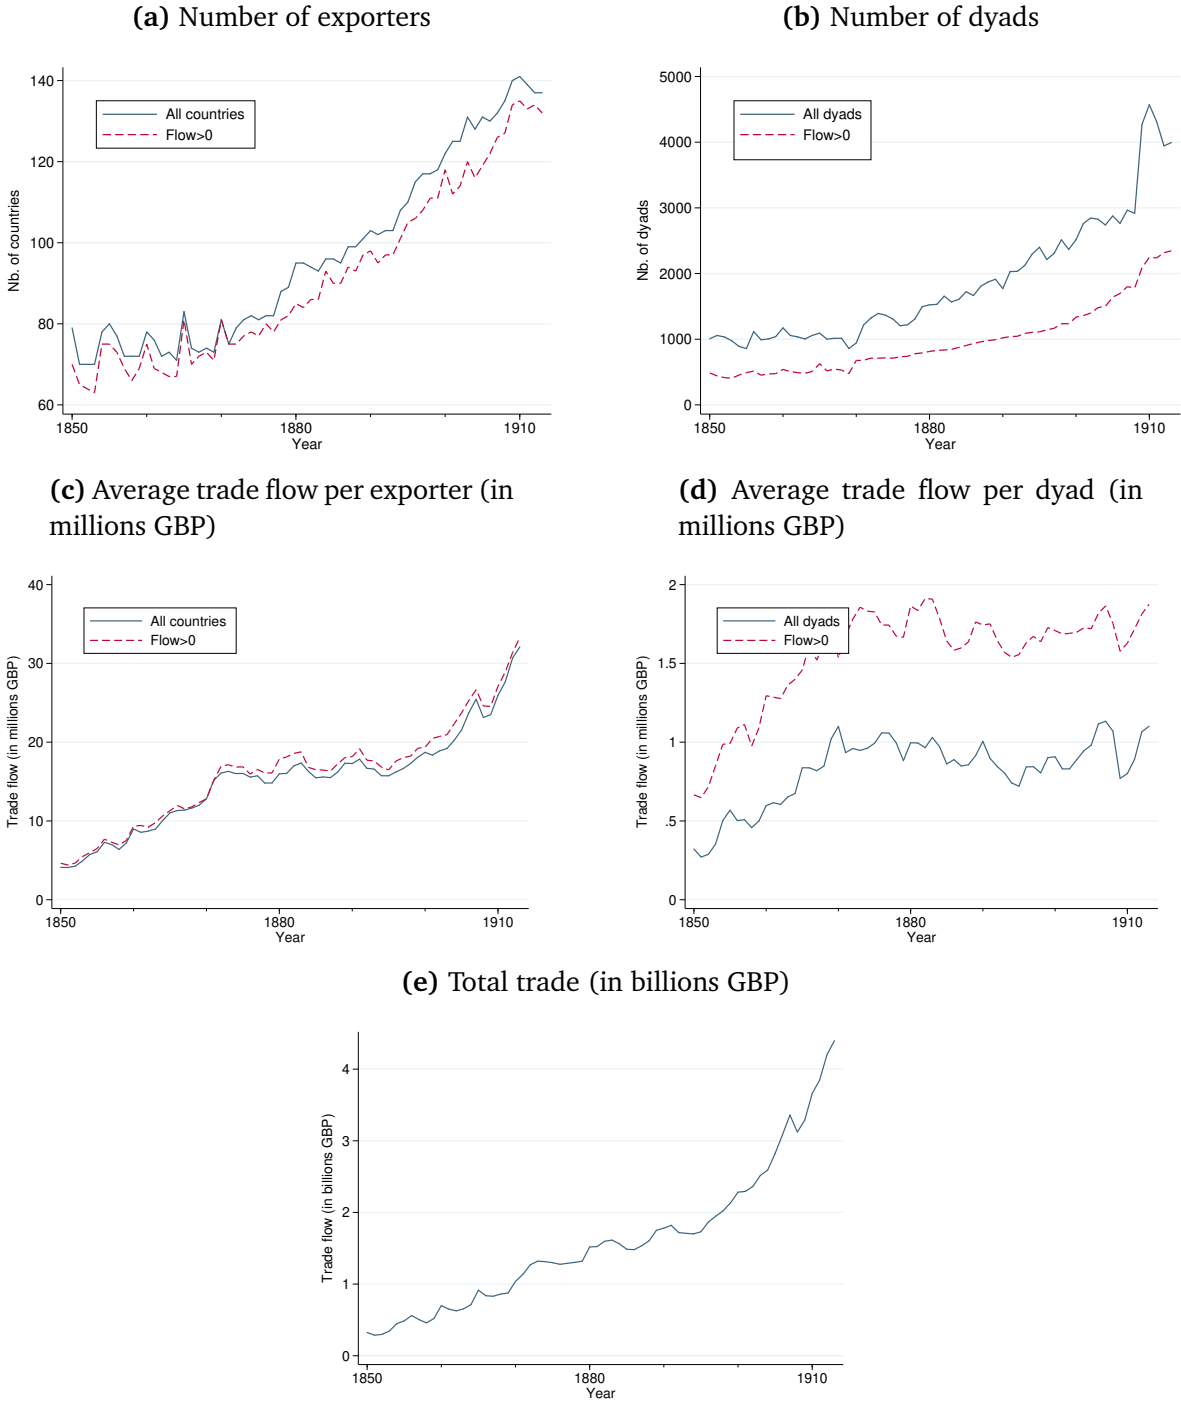 (a) Number of exporters
140
120
100
80
60
Nb. of countries
All countries
Flow>0
1850
1880
1910
Year
(b) Number of dyads
5000
4000
3000
2000
1000
0
Nb. of dyads
All dyads
Flow>0
1850
1880
1910
Year
(c) Average trade flow per exporter (in
millions GBP)
40
30
20
10
0
Trade flow (in millions GBP)
All countries
Flow>0
1850
1880
1910
Year
(d) Average trade flow per dyad (in
millions GBP)
2
1.5
1
.5
0
Trade flow (in millions GBP)
All dyads
Flow>0
1850
1880
1910
Year
(e) Total trade (in billions GBP)
4
3
2
1
0
Trade flow (in billions GBP)
1850
1880
1910
Year